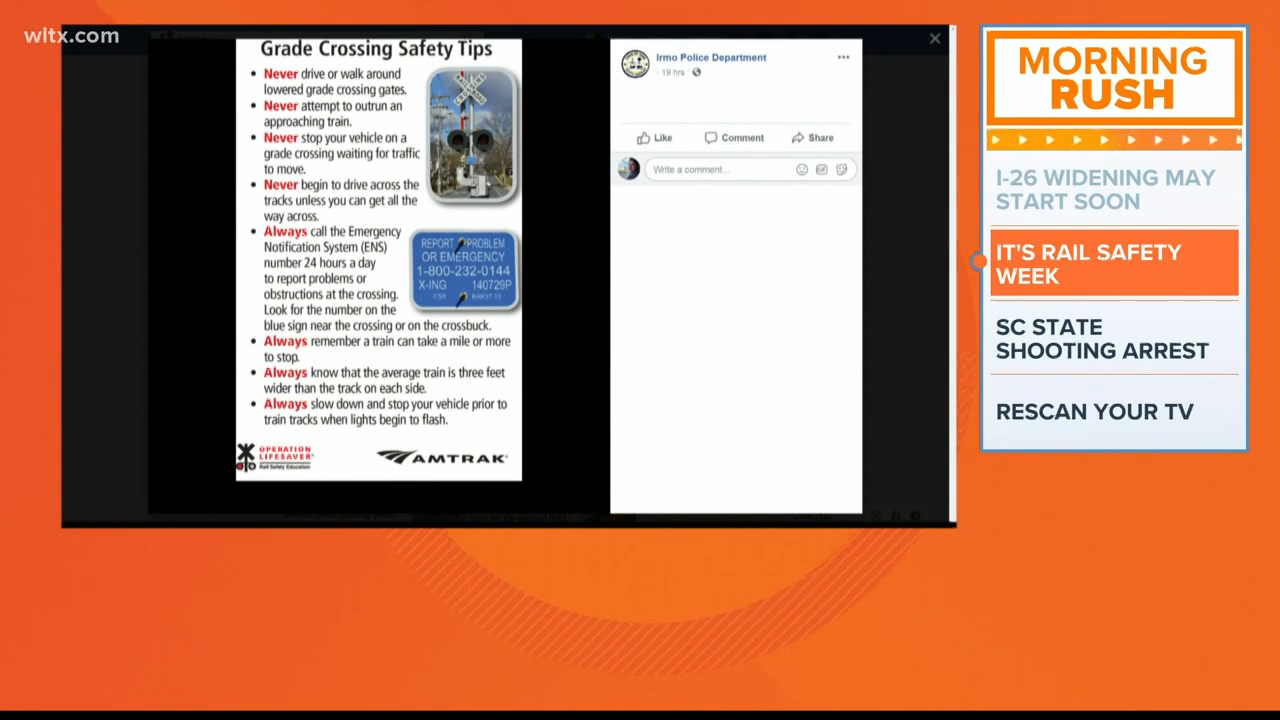 wltx.com
Grade Crossing Safety Tips
• Never drive or walk around
lowered grade crossing gates.
• Never attempt to outrun an
approaching train.
• Never stop your vehicle on a
grade crossing waiting for traffic
to move.
• Never begin to drive across the
tracks unless you can get all the
way across.
• Always call the Emergency
Notification System (ENS)
number 24 hours a day
to report problems or
obstructions at the crossing.
Look for the number on the
blue sign near the crossing or on the crossbuck.
• Always remember a train can take a mile or more
to stop.
• Always know that the average train is three feet
wider than the track on each side.
• Always slow down and stop your vehicle prior to
train tracks when lights begin to flash.
REPORT PROBLEM
OR EMERGENCY
1-800-232-0144
X-ING 140729P
CSX
OPERATION
LIFESAVER
Rail Safety Education
AMTRAK
Irmo Police Department
19 hrs
Like Comment Share
Write a comment...
MORNING
RUSH
I-26 WIDENING MAY
START SOON
IT'S RAIL SAFETY
WEEK
SC STATE
SHOOTING ARREST
RESCAN YOUR TV